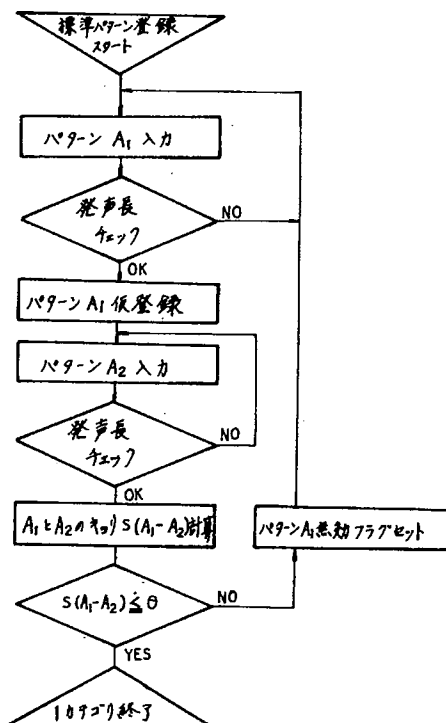 標準パターン登録
スタート
パターン A₁ 入力
発声長
チェック
NO
OK
パターン A₁ 仮登録
パターン A₂ 入力
発声長
チェック
NO
OK
A₁とA₂のキョリ S(A₁-A₂)計算
パターンA₁無効フラグセット
S(A₁-A₂)≦θ
NO
YES
1カテゴリ終了